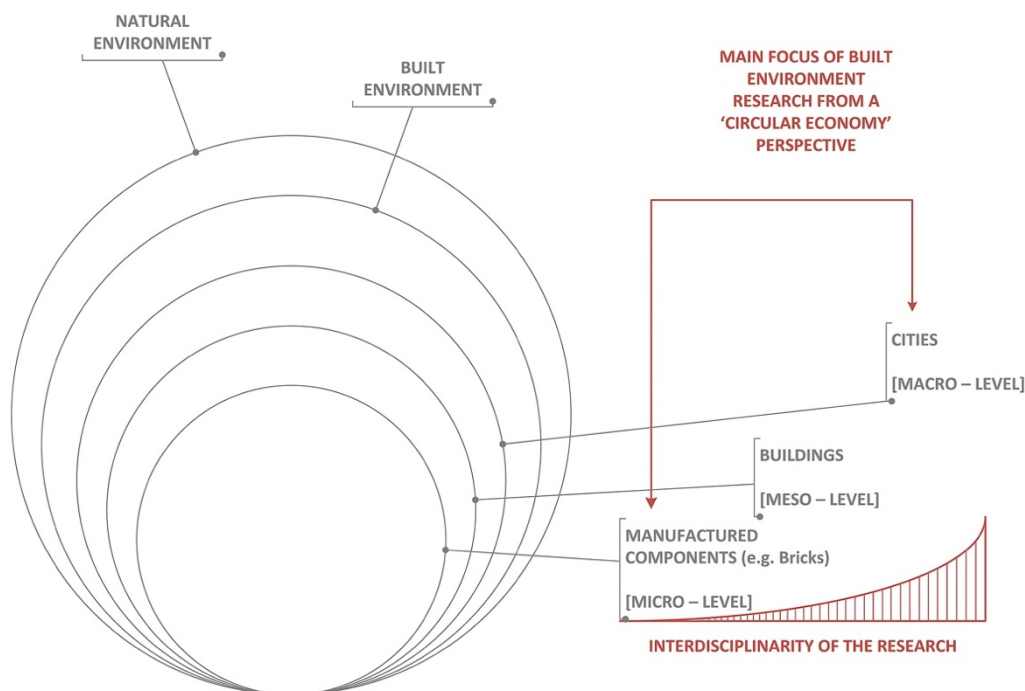 NATURAL
ENVIRONMENT
BUILT
ENVIRONMENT
MAIN FOCUS OF BUILT
ENVIRONMENT
RESEARCH FROM A
‘CIRCULAR ECONOMY’
PERSPECTIVE
CITIES
[MACRO – LEVEL]
BUILDINGS
[MESO – LEVEL]
MANUFACTURED
COMPONENTS (e.g. Bricks)
[MICRO – LEVEL]
INTERDISCIPLINARITY OF THE RESEARCH